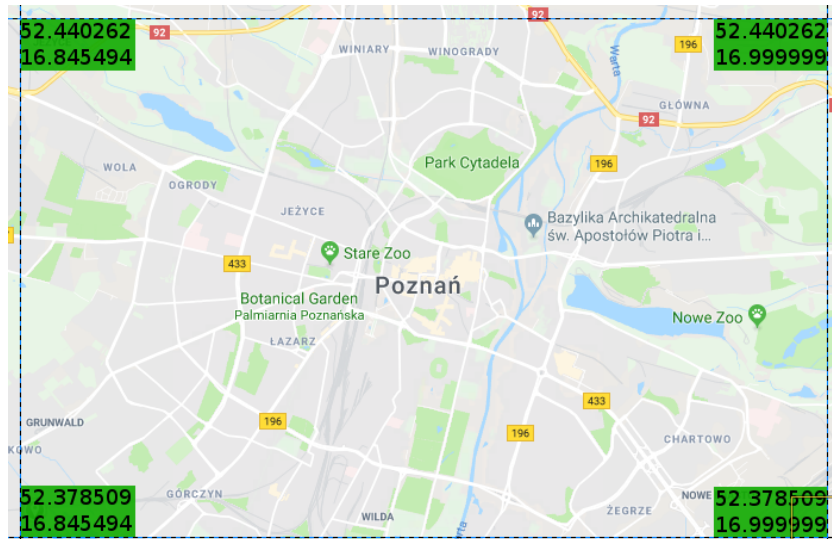 52.440262
16.845494
92
92
52.440262
16.999999
WINIARY
WINOGRADY
Warta
196
GŁÓWNA
92
WOLA
OGRODY
Park Cytadela
196
JEŻYCE
Bazylika Archikatedralna
św. Apostołów Piotra i...
433
Stare Zoo
Poznań
Botanical Garden
Palmiarnia Poznańska
Nowe Zoo
ŁAZARZ
433
GRUNWALD
196
196
CHARTOWO
KOWO
52.378509
16.845494
GÓRCZYN
WILDA
rta
ŻEGRZE
NOWE
52.378509
16.999999